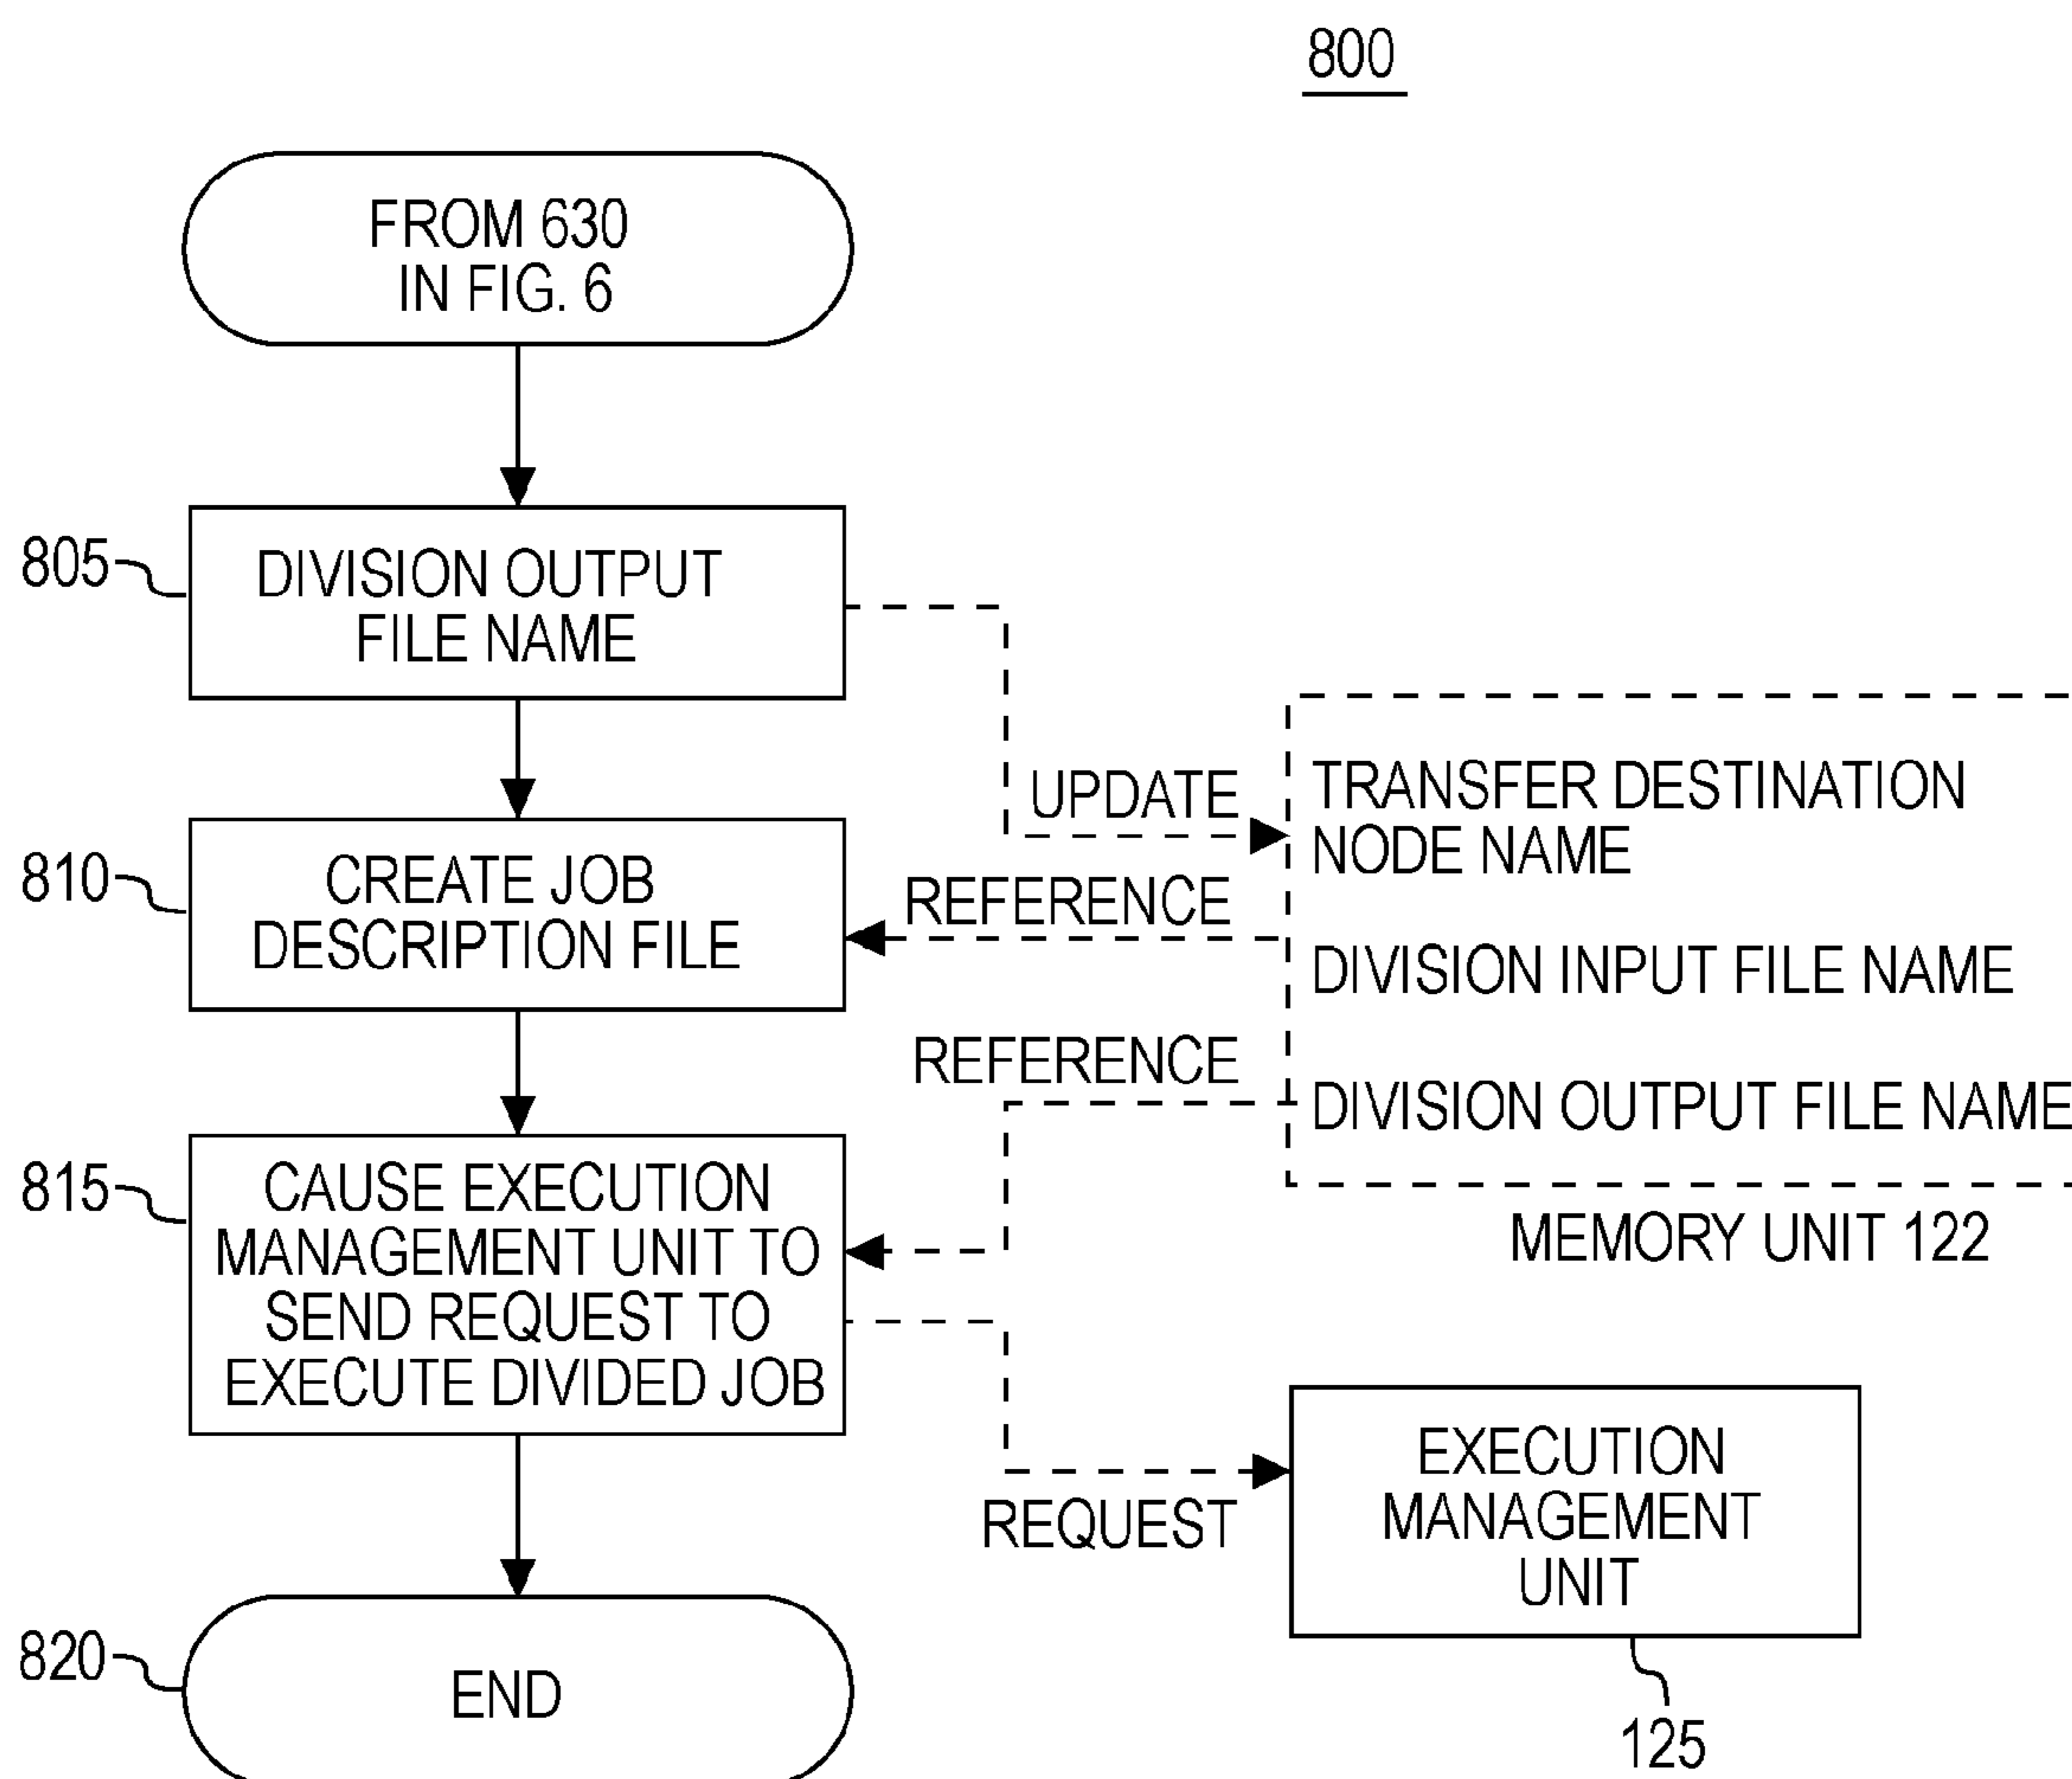 800
FROM 630
IN FIG. 6
805
DIVISION OUTPUT
FILE NAME
UPDATE
TRANSFER DESTINATION
NODE NAME
810
CREATE JOB
DESCRIPTION FILE
REFERENCE
DIVISION INPUT FILE NAME
REFERENCE
DIVISION OUTPUT FILE NAME
MEMORY UNIT 122
815
CAUSE EXECUTION
MANAGEMENT UNIT TO
SEND REQUEST TO
EXECUTE DIVIDED JOB
REQUEST
EXECUTION
MANAGEMENT
UNIT
125
820
END